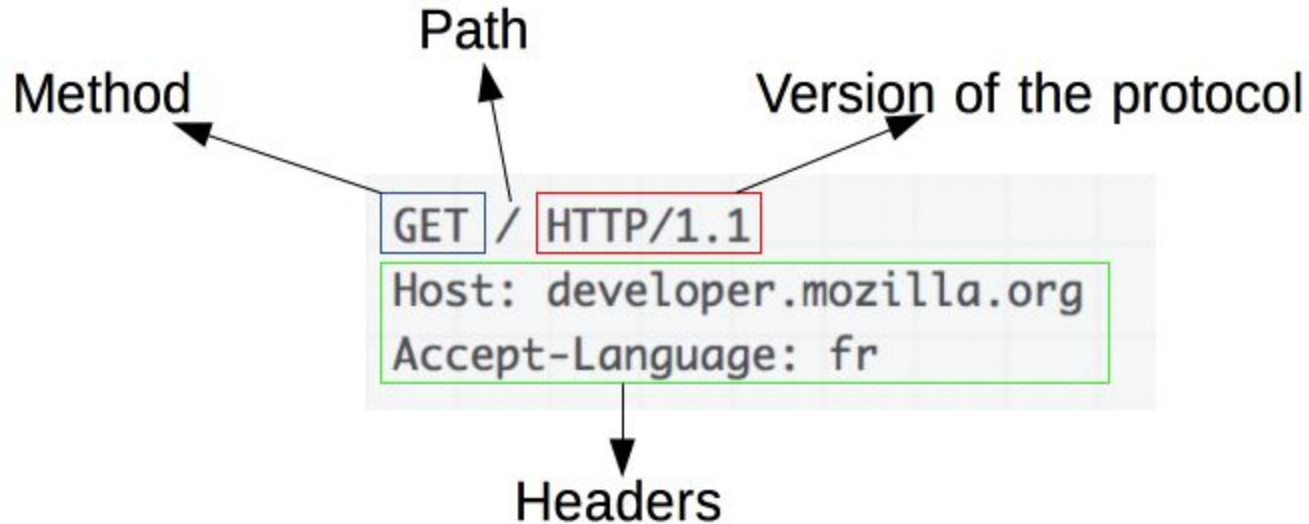 Path
Method
Version of the protocol
GET / HTTP/1.1
Host: developer.mozilla.org
Accept-Language: fr
Headers